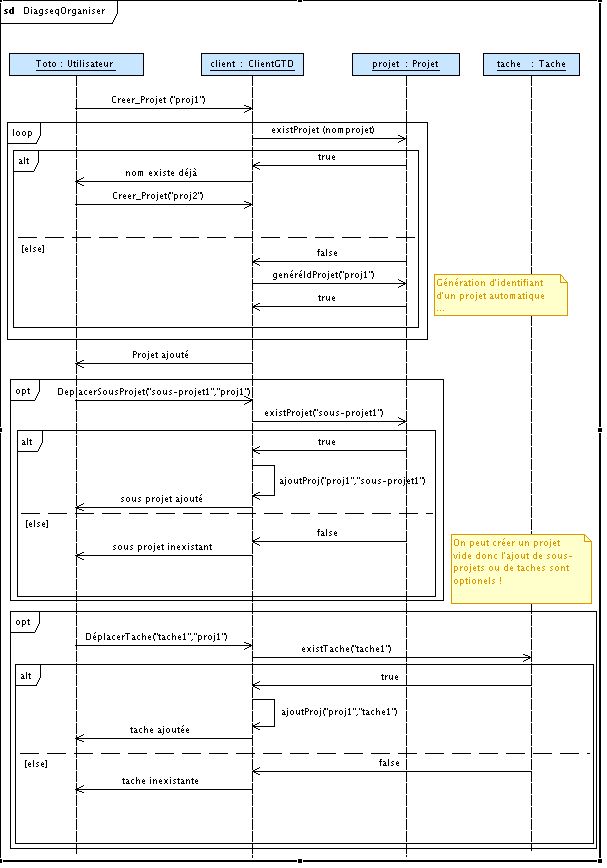 sd DiagseqOrganiser
Toto : Utilisateur
client : ClientGTD
projet : Projet
tache : Tache
Creer_Projet ("proj1")
loop
existProjet (nomprojet)
alt
true
nom existe déjà
Creer_Projet("proj2")
[else]
false
genéréIdProjet("proj1")
true
Génération d'identifiant
d'un projet automatique
...
Projet ajouté
opt
DeplacerSousProjet("sous-projet1","proj1")
existProjet("sous-projet1")
alt
true
ajoutProj("proj1","sous-projet1")
sous projet ajouté
[else]
false
sous projet inexistant
On peut créer un projet
vide donc l'ajout de sous-
projets ou de taches sont
optionels !
opt
DéplacerTache("tache1","proj1")
existTache("tache1")
alt
true
ajoutProj("proj1","tache1")
tache ajoutée
[else]
false
tache inexistante